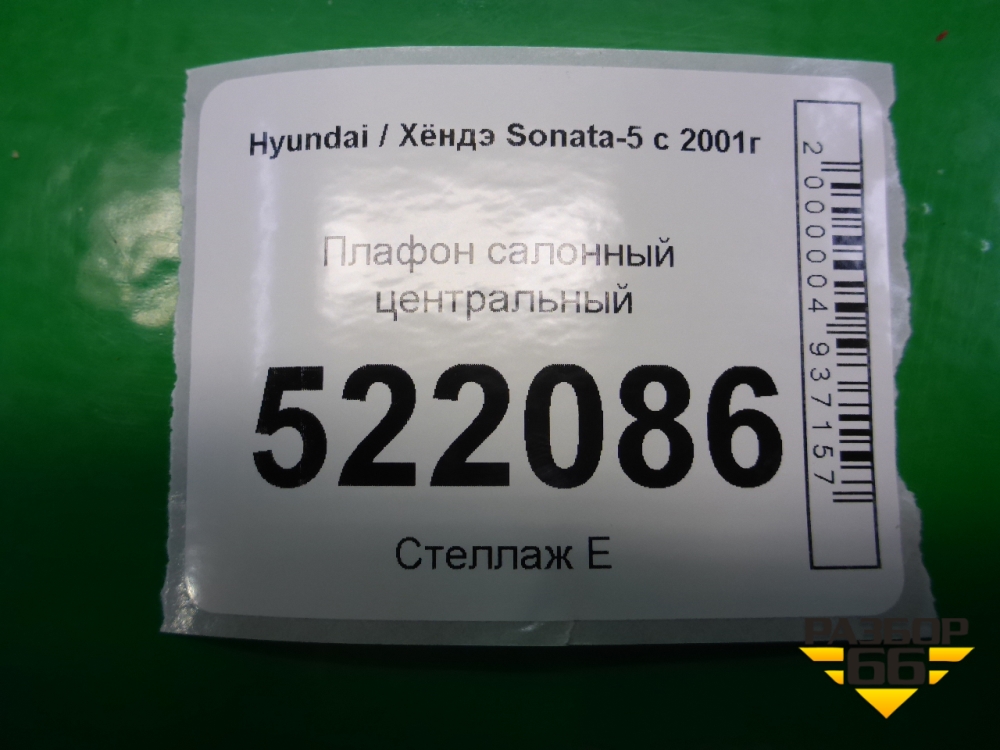 Hyundai / Хёндэ Sonata-5 с 2001г
Плафон салонный
центральный
522086
Стеллаж Е
2000004937157
РАЗБОР
66